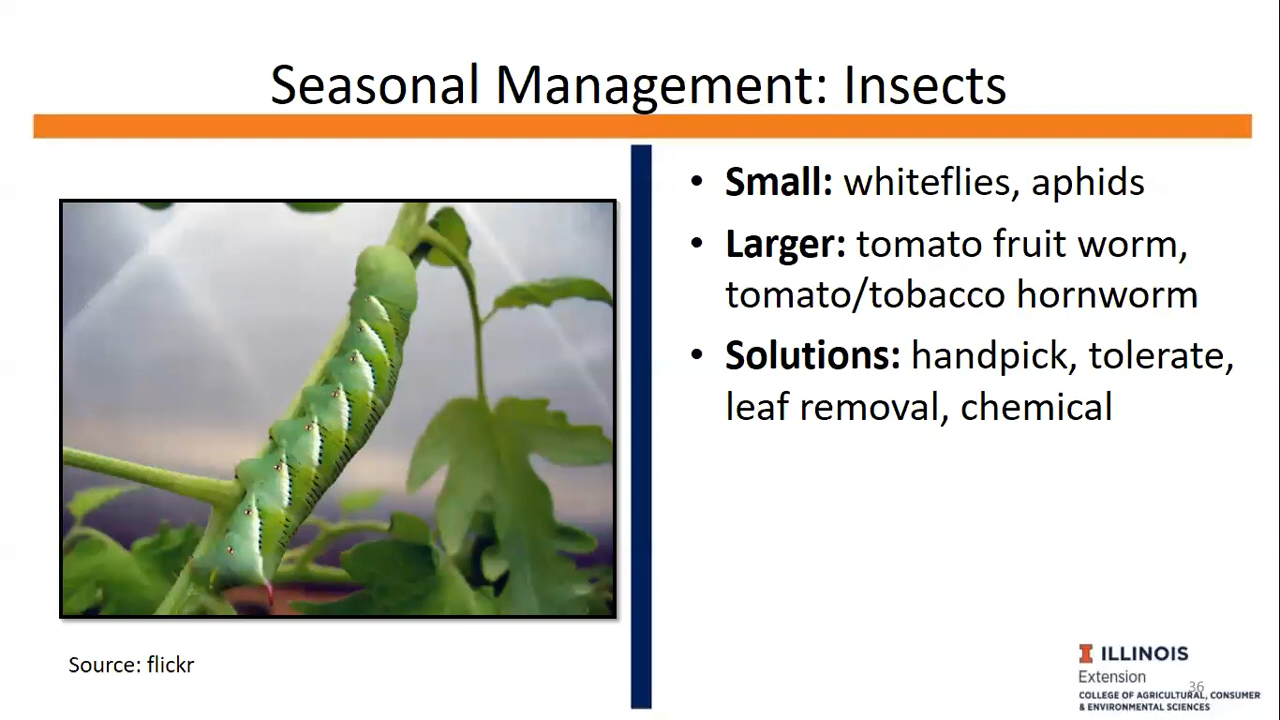 Seasonal Management: Insects
• Small: whiteflies, aphids
• Larger: tomato fruit worm,
tomato/tobacco hornworm
• Solutions: handpick, tolerate,
leaf removal, chemical
Source: flickr
I ILLINOIS
Extension
36
COLLEGE OF AGRICULTURAL, CONSUMER
& ENVIRONMENTAL SCIENCES